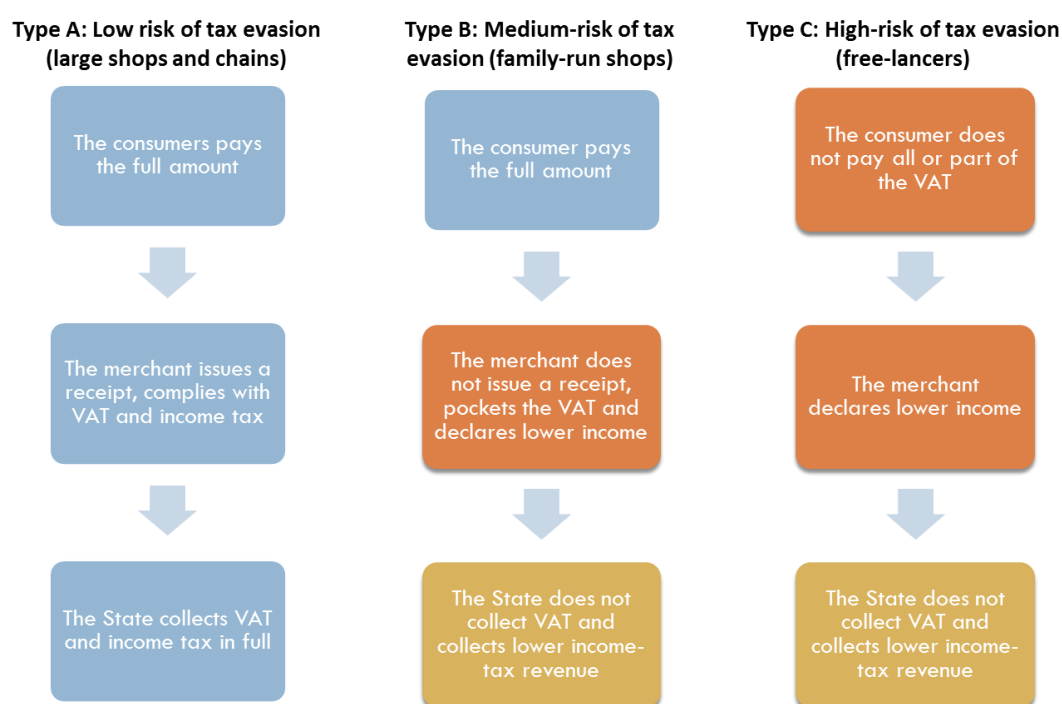 Type A: Low risk of tax evasion
(large shops and chains)
The consumers pays
the full amount
The merchant issues a
receipt, complies with
VAT and income tax
The State collects VAT
and income tax in full
Type B: Medium-risk of tax
evasion (family-run shops)
The consumer pays
the full amount
The merchant does
not issue a receipt,
pockets the VAT and
declares lower income
The State does not
collect VAT and
collects lower income-
tax revenue
Type C: High-risk of tax evasion
(free-lancers)
The consumer does
not pay all or part of
the VAT
The merchant
declares lower income
The State does not
collect VAT and
collects lower income-
tax revenue